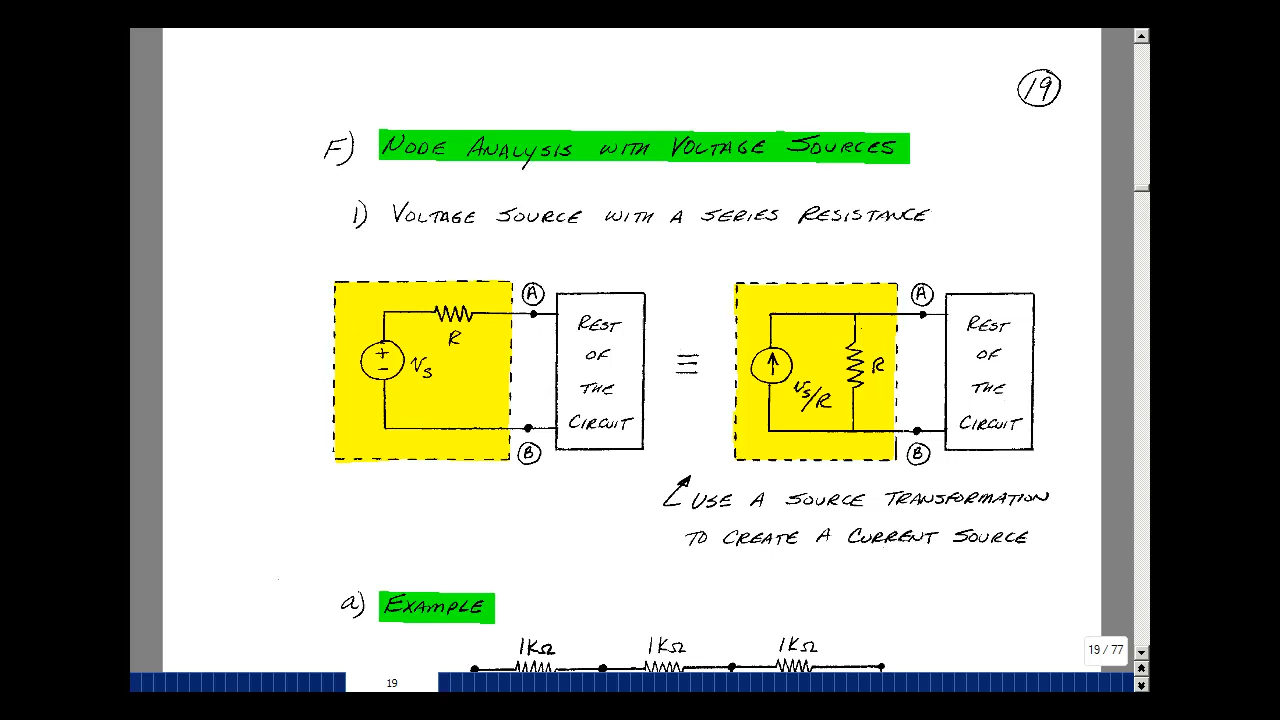 19
F) NODE ANALYSIS WITH VOLTAGE SOURCES
1) VOLTAGE SOURCE WITH A SERIES RESISTANCE
A
R
+
-
Vs
B
REST
OF
THE
CIRCUIT
≡
A
Vs/R
R
B
REST
OF
THE
CIRCUIT
USE A SOURCE TRANSFORMATION
TO CREATE A CURRENT SOURCE
a) EXAMPLE
1KΩ 1KΩ 1KΩ
19 / 77
19